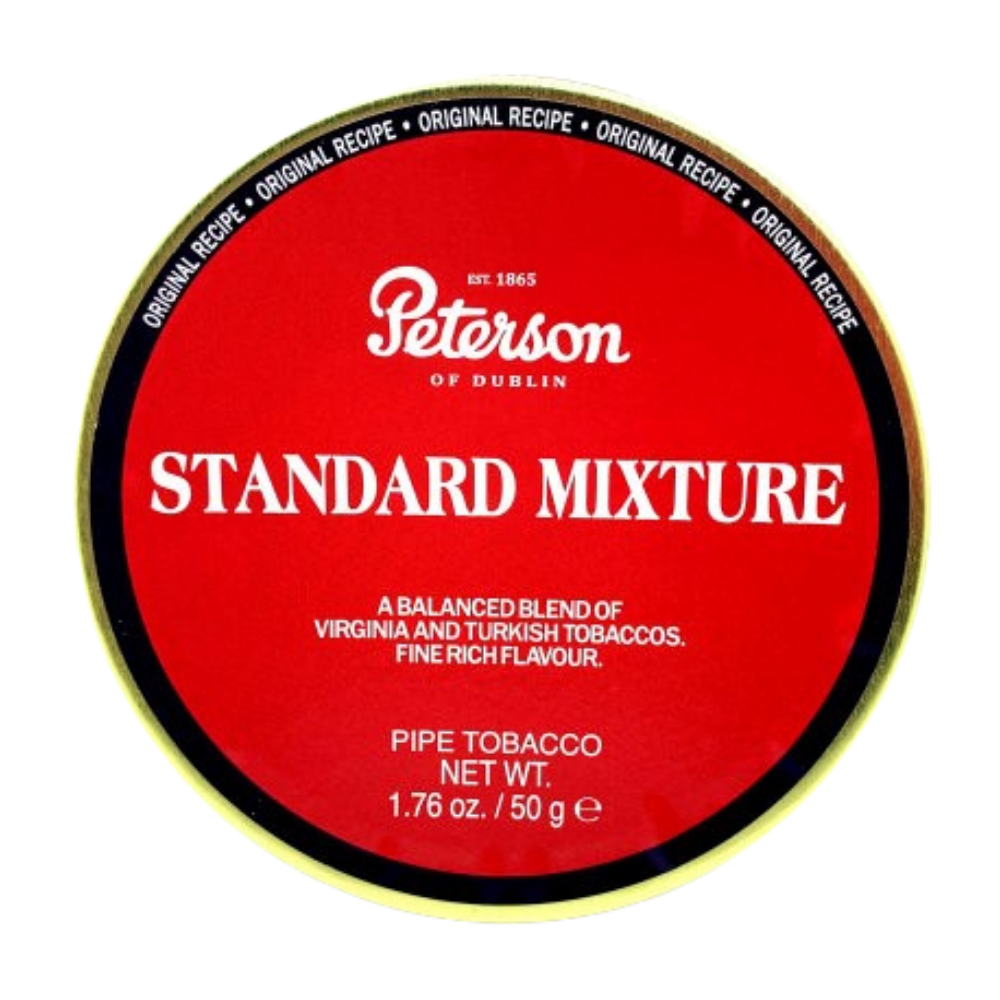 ORIGINAL RECIPE • ORIGINAL RECIPE • ORIGINAL RECIPE • ORIGINAL RECIPE • ORIGINAL RECIPE
EST. 1865
Peterson
OF DUBLIN
STANDARD MIXTURE
A BALANCED BLEND OF
VIRGINIA AND TURKISH TOBACCOS.
FINE RICH FLAVOUR.
PIPE TOBACCO
NET WT.
1.76 oz. / 50 g ℮